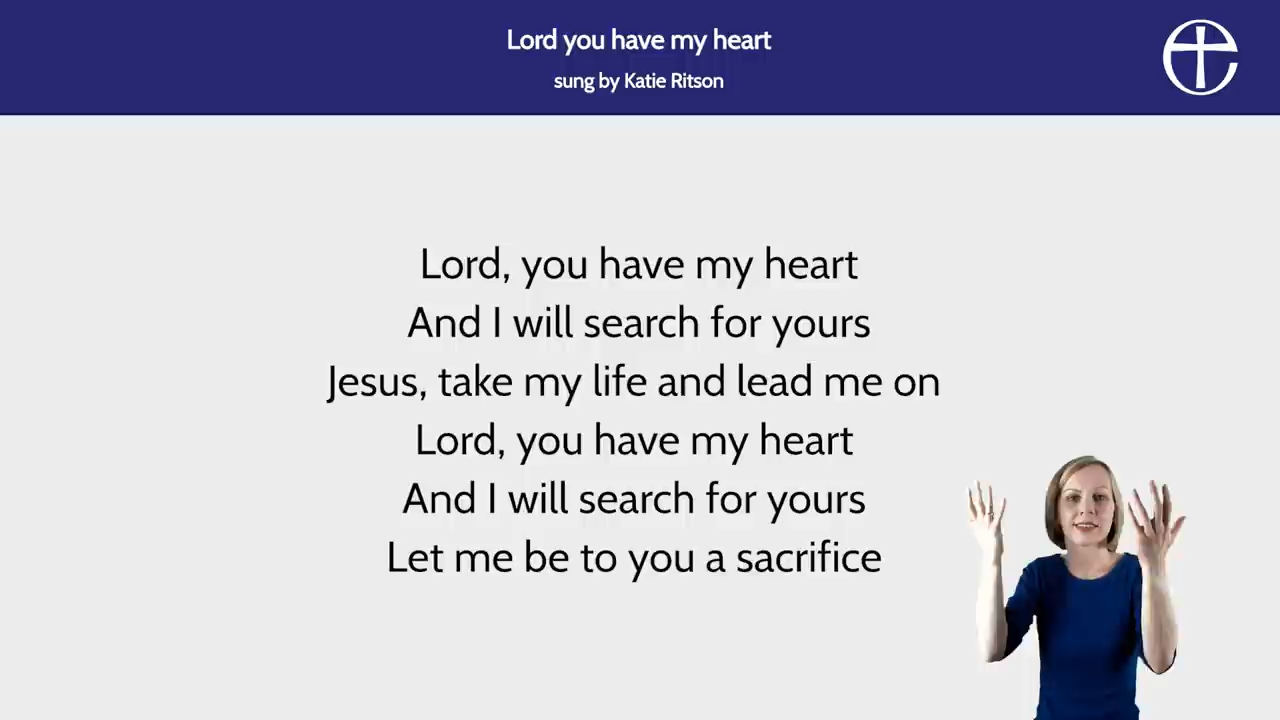 Lord you have my heart
sung by Katie Ritson
Lord, you have my heart
And I will search for yours
Jesus, take my life and lead me on
Lord, you have my heart
And I will search for yours
Let me be to you a sacrifice